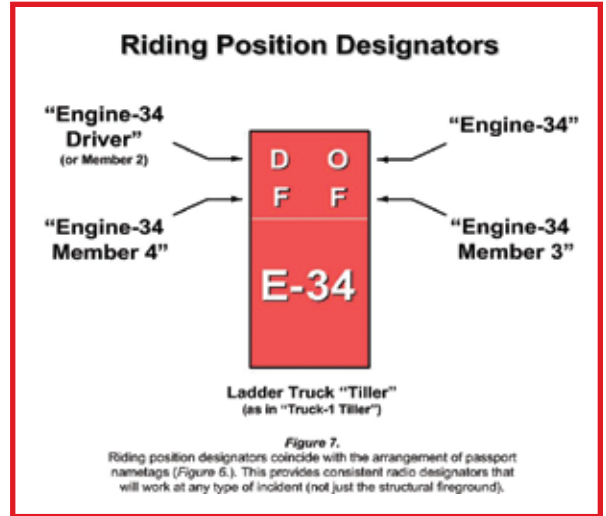 Riding Position Designators
"Engine-34
Driver"
(or Member 2)
"Engine-34"
D O
F F
"Engine-34
Member 4"
"Engine-34
Member 3"
E-34
Ladder Truck "Tiller"
(as in "Truck-1 Tiller")
Figure 7.
Riding position designators coincide with the arrangement of passport
nametags (Figure 6.). This provides consistent radio designators that
will work at any type of incident (not just the structural fireground).